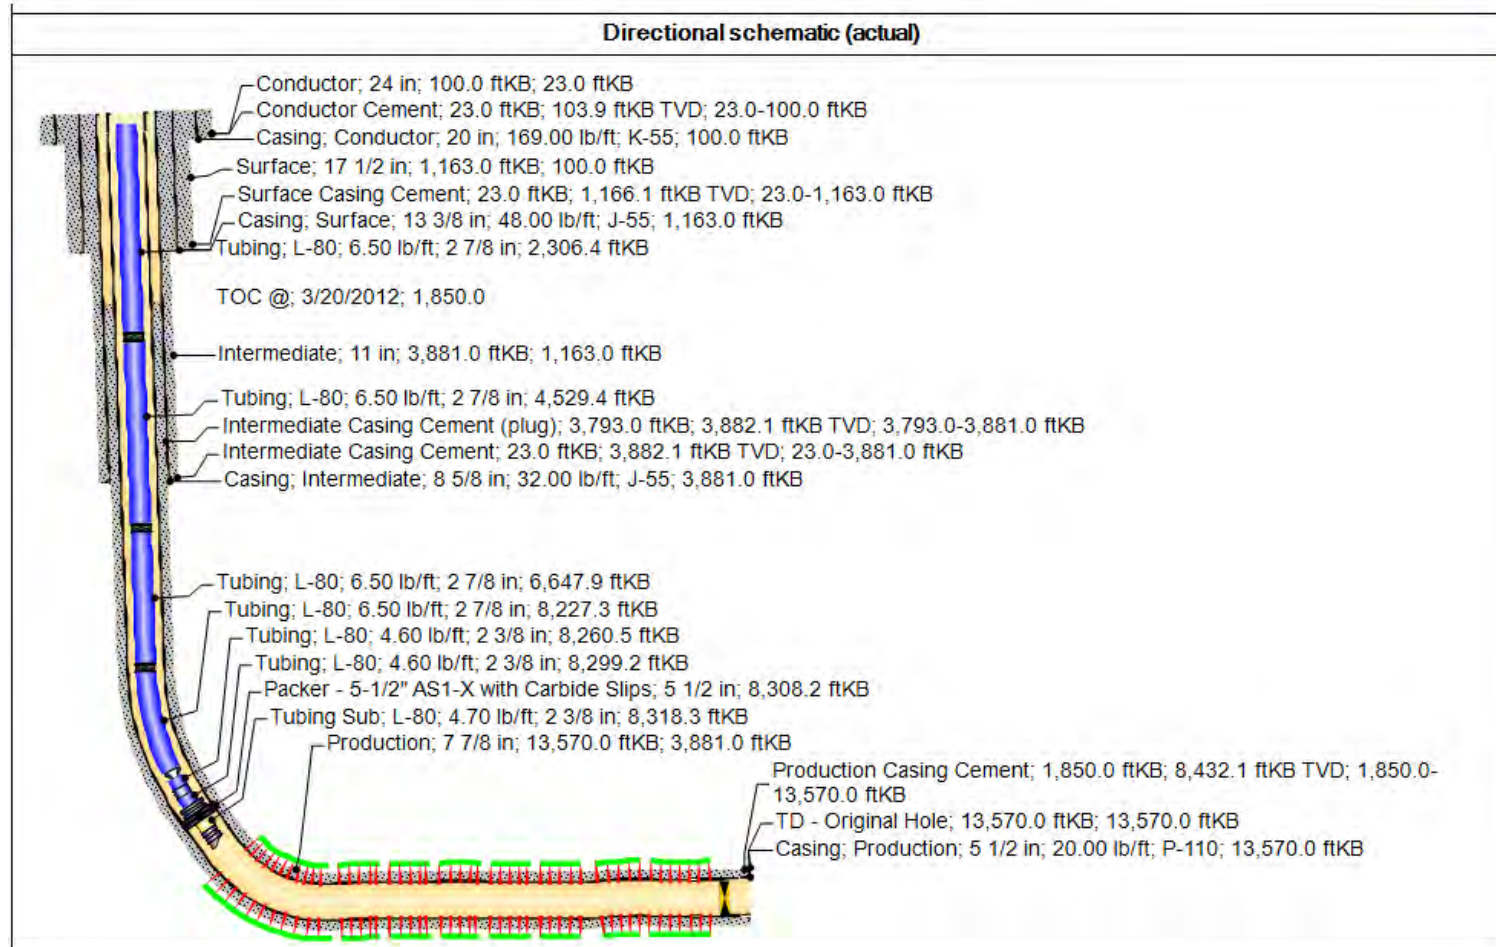 Directional schematic (actual)
Conductor; 24 in; 100.0 ftKB; 23.0 ftKB
Conductor Cement; 23.0 ftKB; 103.9 ftKB TVD; 23.0-100.0 ftKB
Casing; Conductor; 20 in; 169.00 lb/ft; K-55; 100.0 ftKB
Surface; 17 1/2 in; 1,163.0 ftKB; 100.0 ftKB
Surface Casing Cement; 23.0 ftKB; 1,166.1 ftKB TVD; 23.0-1,163.0 ftKB
Casing; Surface; 13 3/8 in; 48.00 lb/ft; J-55; 1,163.0 ftKB
Tubing; L-80; 6.50 lb/ft; 2 7/8 in; 2,306.4 ftKB
TOC @; 3/20/2012; 1,850.0
Intermediate; 11 in; 3,881.0 ftKB; 1,163.0 ftKB
Tubing; L-80; 6.50 lb/ft; 2 7/8 in; 4,529.4 ftKB
Intermediate Casing Cement (plug); 3,793.0 ftKB; 3,882.1 ftKB TVD; 3,793.0-3,881.0 ftKB
Intermediate Casing Cement; 23.0 ftKB; 3,882.1 ftKB TVD; 23.0-3,881.0 ftKB
Casing; Intermediate; 8 5/8 in; 32.00 lb/ft; J-55; 3,881.0 ftKB
Tubing; L-80; 6.50 lb/ft; 2 7/8 in; 6,647.9 ftKB
Tubing; L-80; 6.50 lb/ft; 2 7/8 in; 8,227.3 ftKB
Tubing; L-80; 4.60 lb/ft; 2 3/8 in; 8,260.5 ftKB
Tubing; L-80; 4.60 lb/ft; 2 3/8 in; 8,299.2 ftKB
Packer - 5-1/2" AS1-X with Carbide Slips; 5 1/2 in; 8,308.2 ftKB
Tubing Sub; L-80; 4.70 lb/ft; 2 3/8 in; 8,318.3 ftKB
Production; 7 7/8 in; 13,570.0 ftKB; 3,881.0 ftKB
Production Casing Cement; 1,850.0 ftKB; 8,432.1 ftKB TVD; 1,850.0-
13,570.0 ftKB
TD - Original Hole; 13,570.0 ftKB; 13,570.0 ftKB
Casing; Production; 5 1/2 in; 20.00 lb/ft; P-110; 13,570.0 ftKB